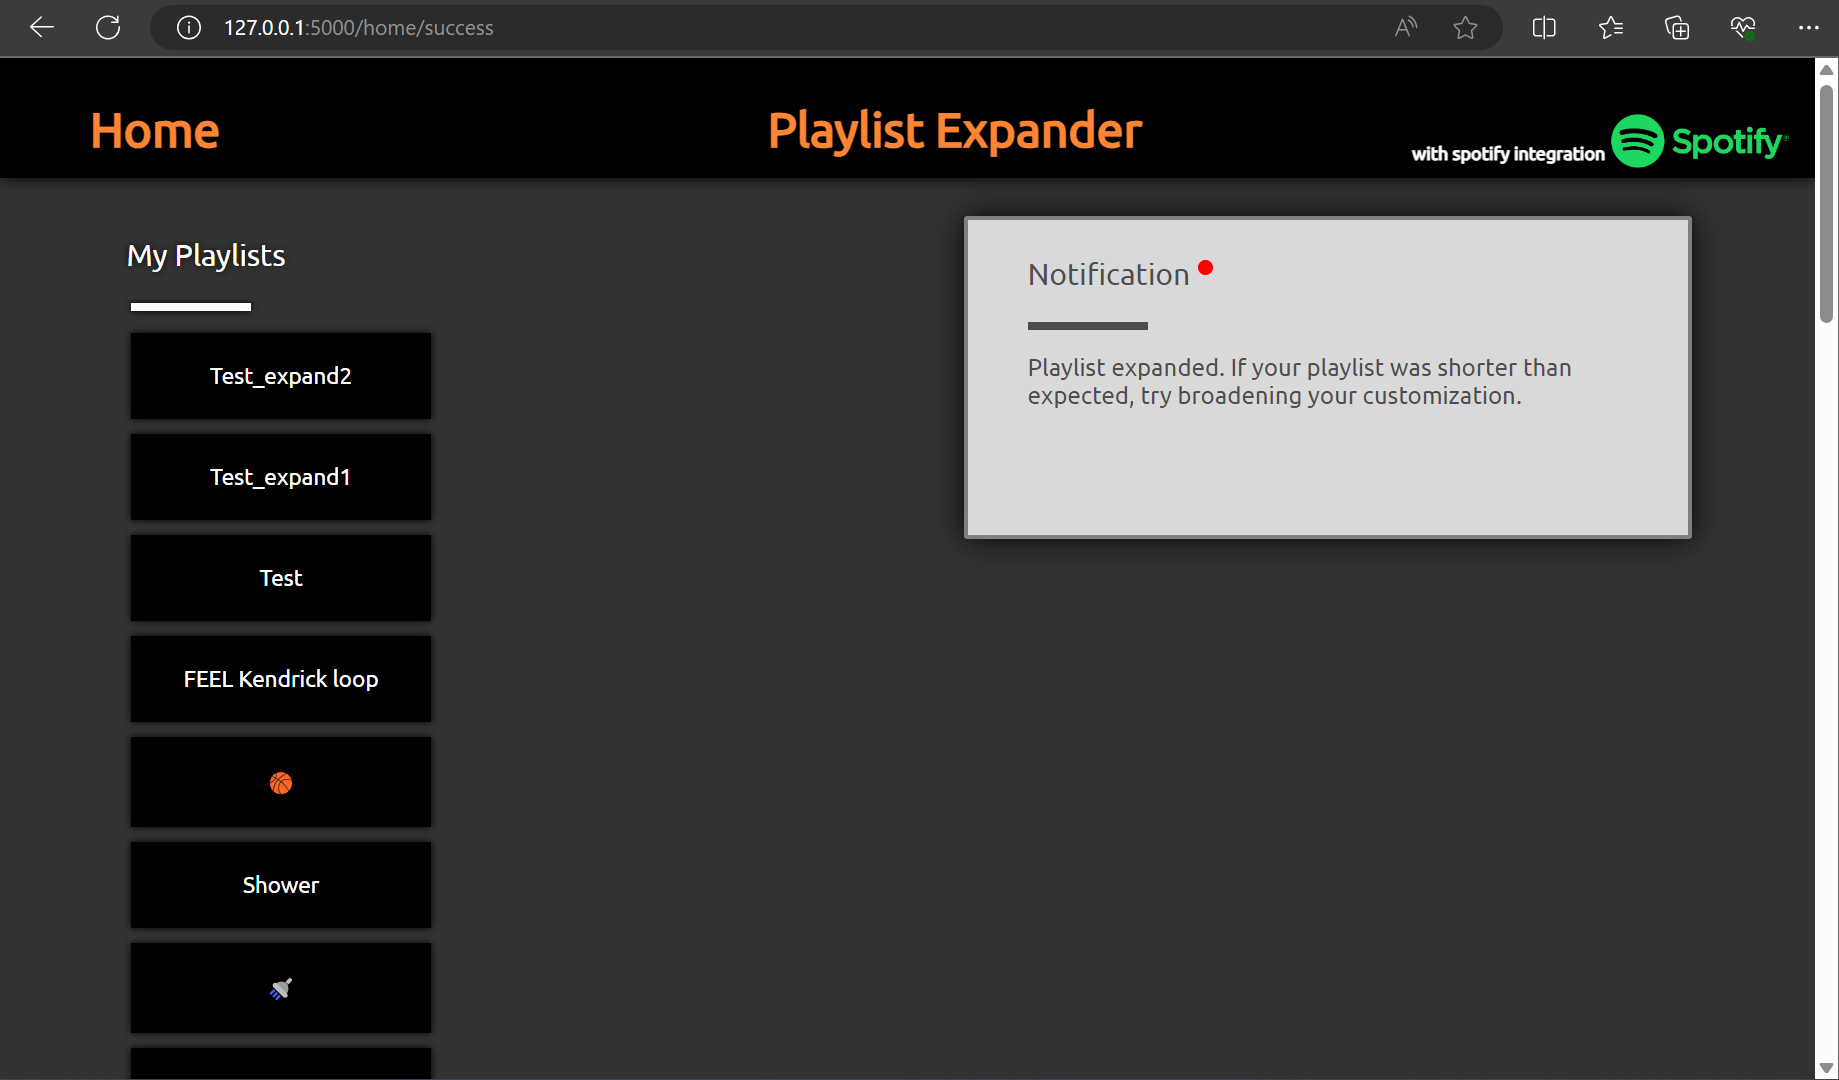 127.0.0.1:5000/home/success
Home
Playlist Expander
with spotify integration Spotify®
My Playlists
Test_expand2
Test_expand1
Test
FEEL Kendrick loop
🏀
Shower
🚿
Notification
Playlist expanded. If your playlist was shorter than
expected, try broadening your customization.